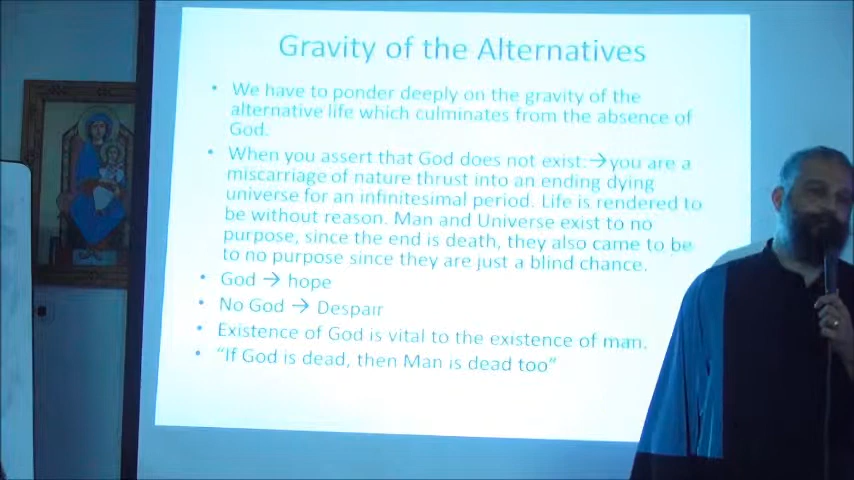 Gravity of the Alternatives
• We have to ponder deeply on the gravity of the
alternative life which culminates from the absence of
God.
• When you assert that God does not exist:→you are a
miscarriage of nature thrust into an ending dying
universe for an infinitesimal period. Life is rendered to
be without reason. Man and Universe exist to no
purpose, since the end is death, they also came to be
to no purpose since they are just a blind chance.
• God → hope
• No God → Despair
• Existence of God is vital to the existence of man.
• “If God is dead, then Man is dead too”